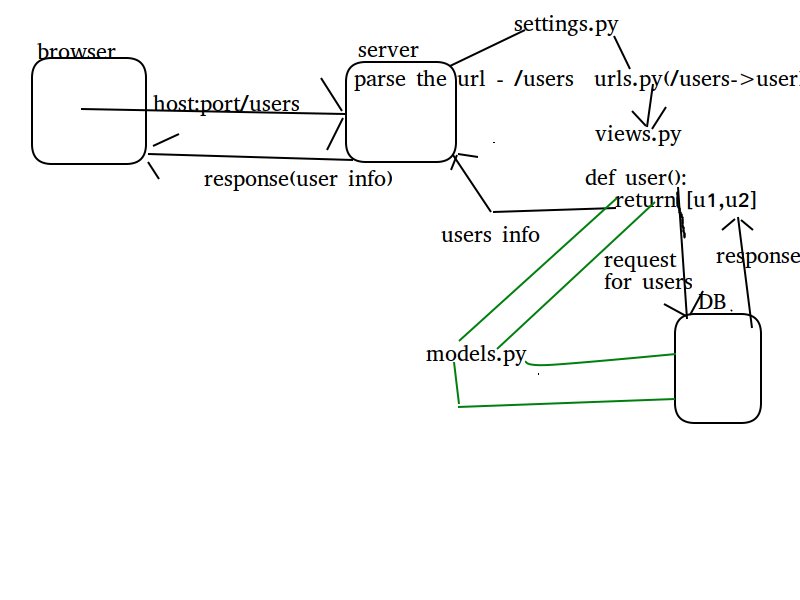 settings.py
browser
server
parse the url - /users urls.py(/users->user
host:port/users
views.py
response(user info)
def user():
return [u1,u2]
users info
request
for users
response
DB
models.py